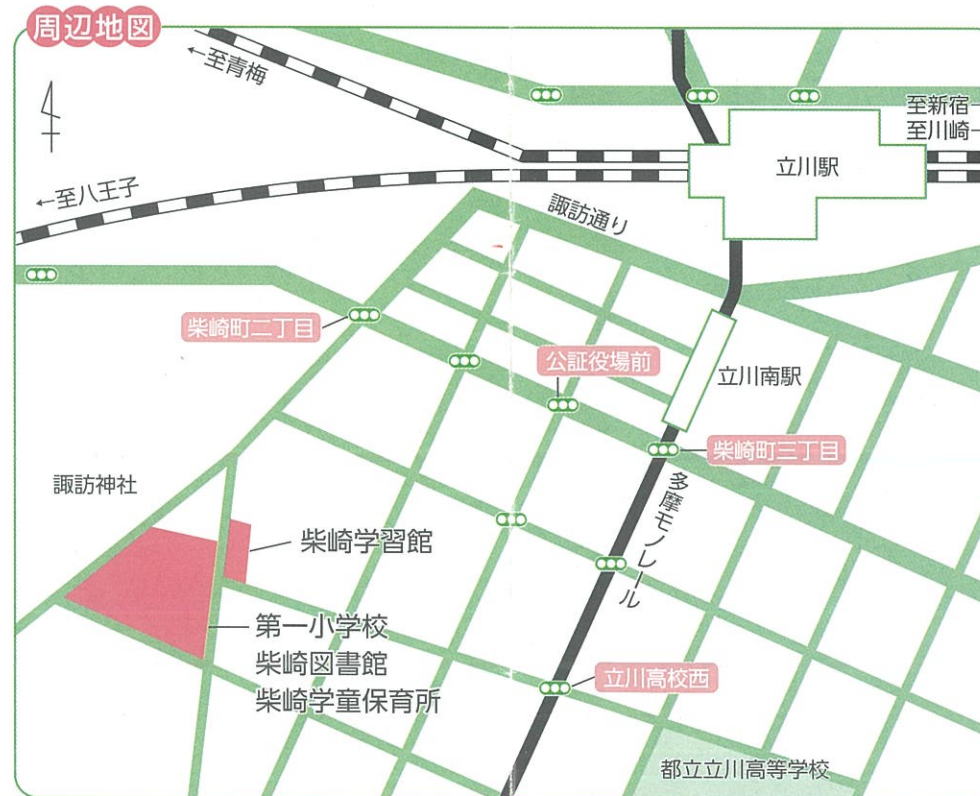 周辺地図
←至青梅
至新宿
至川崎
立川駅
←至八王子
諏訪通り
柴崎町二丁目
公証役場前
立川南駅
柴崎町三丁目
諏訪神社
多摩モノレール
柴崎学習館
第一小学校
柴崎図書館
柴崎学童保育所
立川高校西
都立立川高等学校